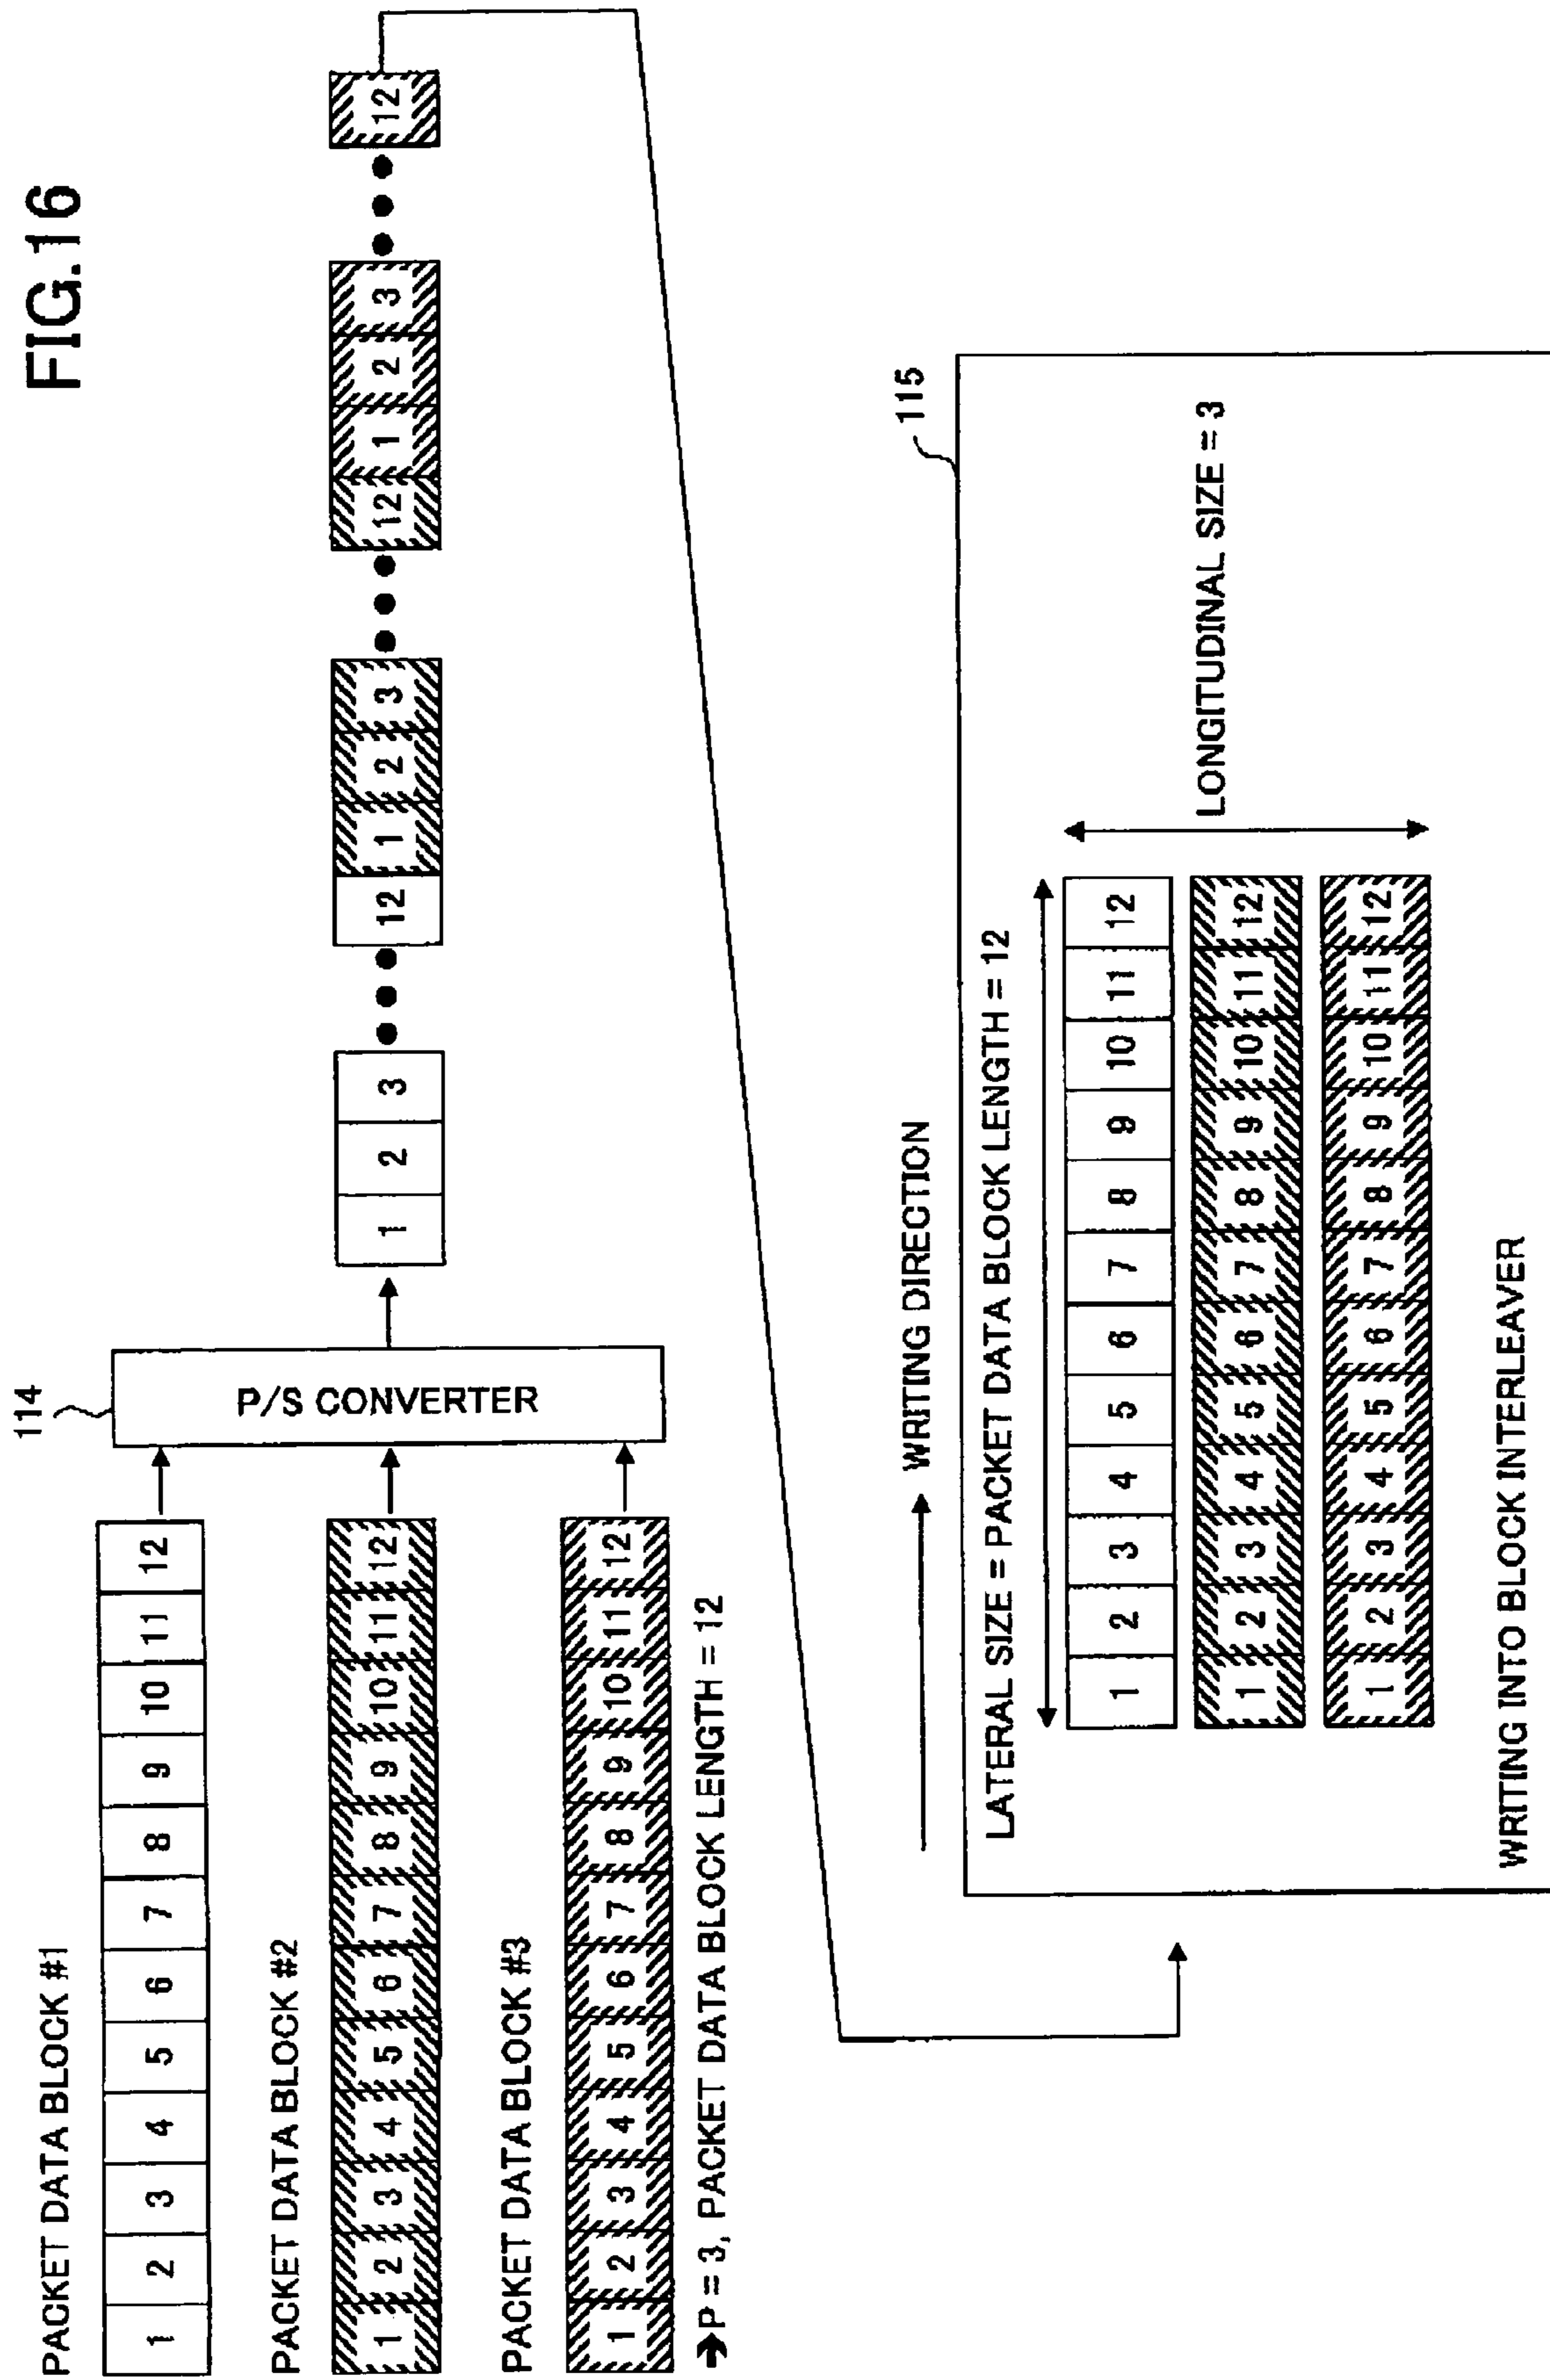 FIG.16
PACKET DATA BLOCK #1
1 2 3 4 5 6 7 8 9 10 11 12
PACKET DATA BLOCK #2
1 2 3 4 5 6 7 8 9 10 11 12
PACKET DATA BLOCK #3
1 2 3 4 5 6 7 8 9 10 11 12
➔P = 3, PACKET DATA BLOCK LENGTH = 12
114
P/S CONVERTER
1 2 3 ●●● 12 1 2 3 ●●● 12 1 2 3 ●●● 12
WRITING DIRECTION
115
LATERAL SIZE = PACKET DATA BLOCK LENGTH = 12
1 2 3 4 5 6 7 8 9 10 11 12
1 2 3 4 5 6 7 8 9 10 11 12
1 2 3 4 5 6 7 8 9 10 11 12
LONGITUDINAL SIZE = 3
WRITING INTO BLOCK INTERLEAVER